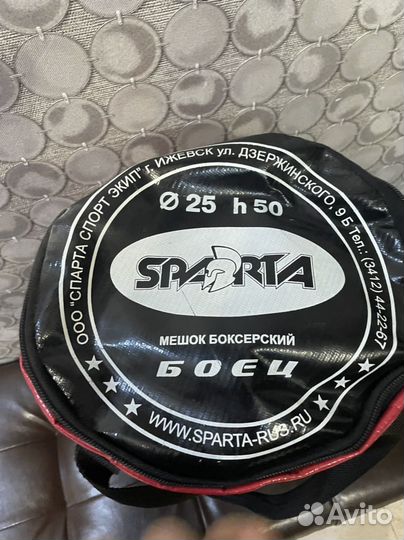 ООО "СПАРТА СПОРТ ЭКИП" г. ИЖЕВСК ул. ДЗЕРЖИНСКОГО, 9 Б Тел.: (3412) 44-22-67
Ø 25 h 50
SPARTA
МЕШОК БОКСЕРСКИЙ
БОЕЦ
WWW.SPARTA-RUS.RU
Avito